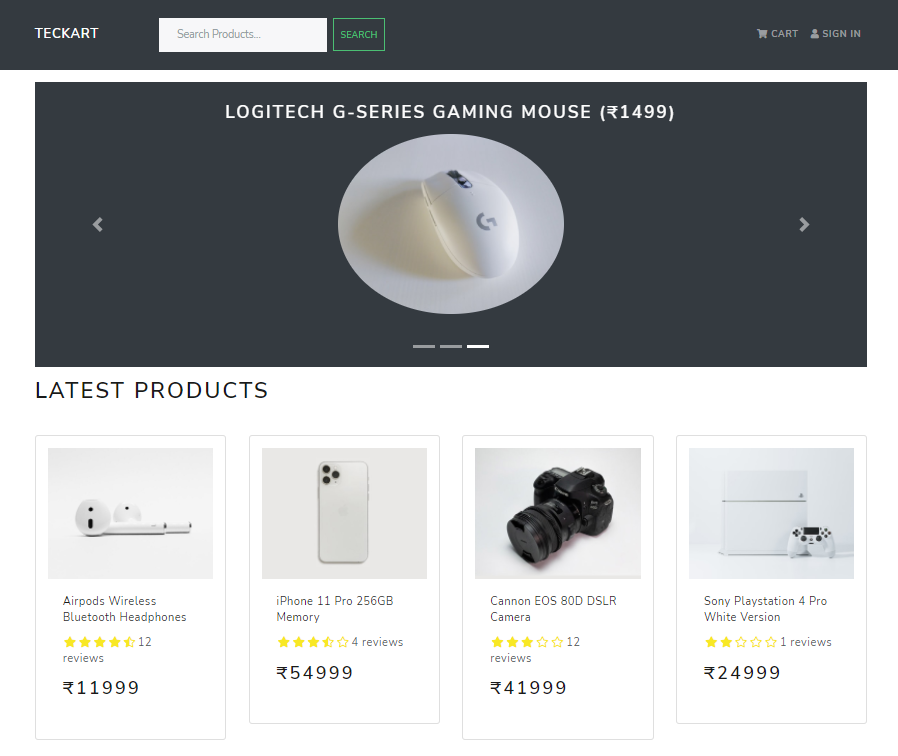 TECKART
Search Products...
SEARCH
CART
SIGN IN
LOGITECH G-SERIES GAMING MOUSE (₹1499)
LATEST PRODUCTS
Airpods Wireless
Bluetooth Headphones
12
reviews
₹11999
iPhone 11 Pro 256GB
Memory
4 reviews
₹54999
Canon
Cannon EOS 80D DSLR
Camera
12
reviews
₹41999
Sony Playstation 4 Pro
White Version
1 reviews
₹24999